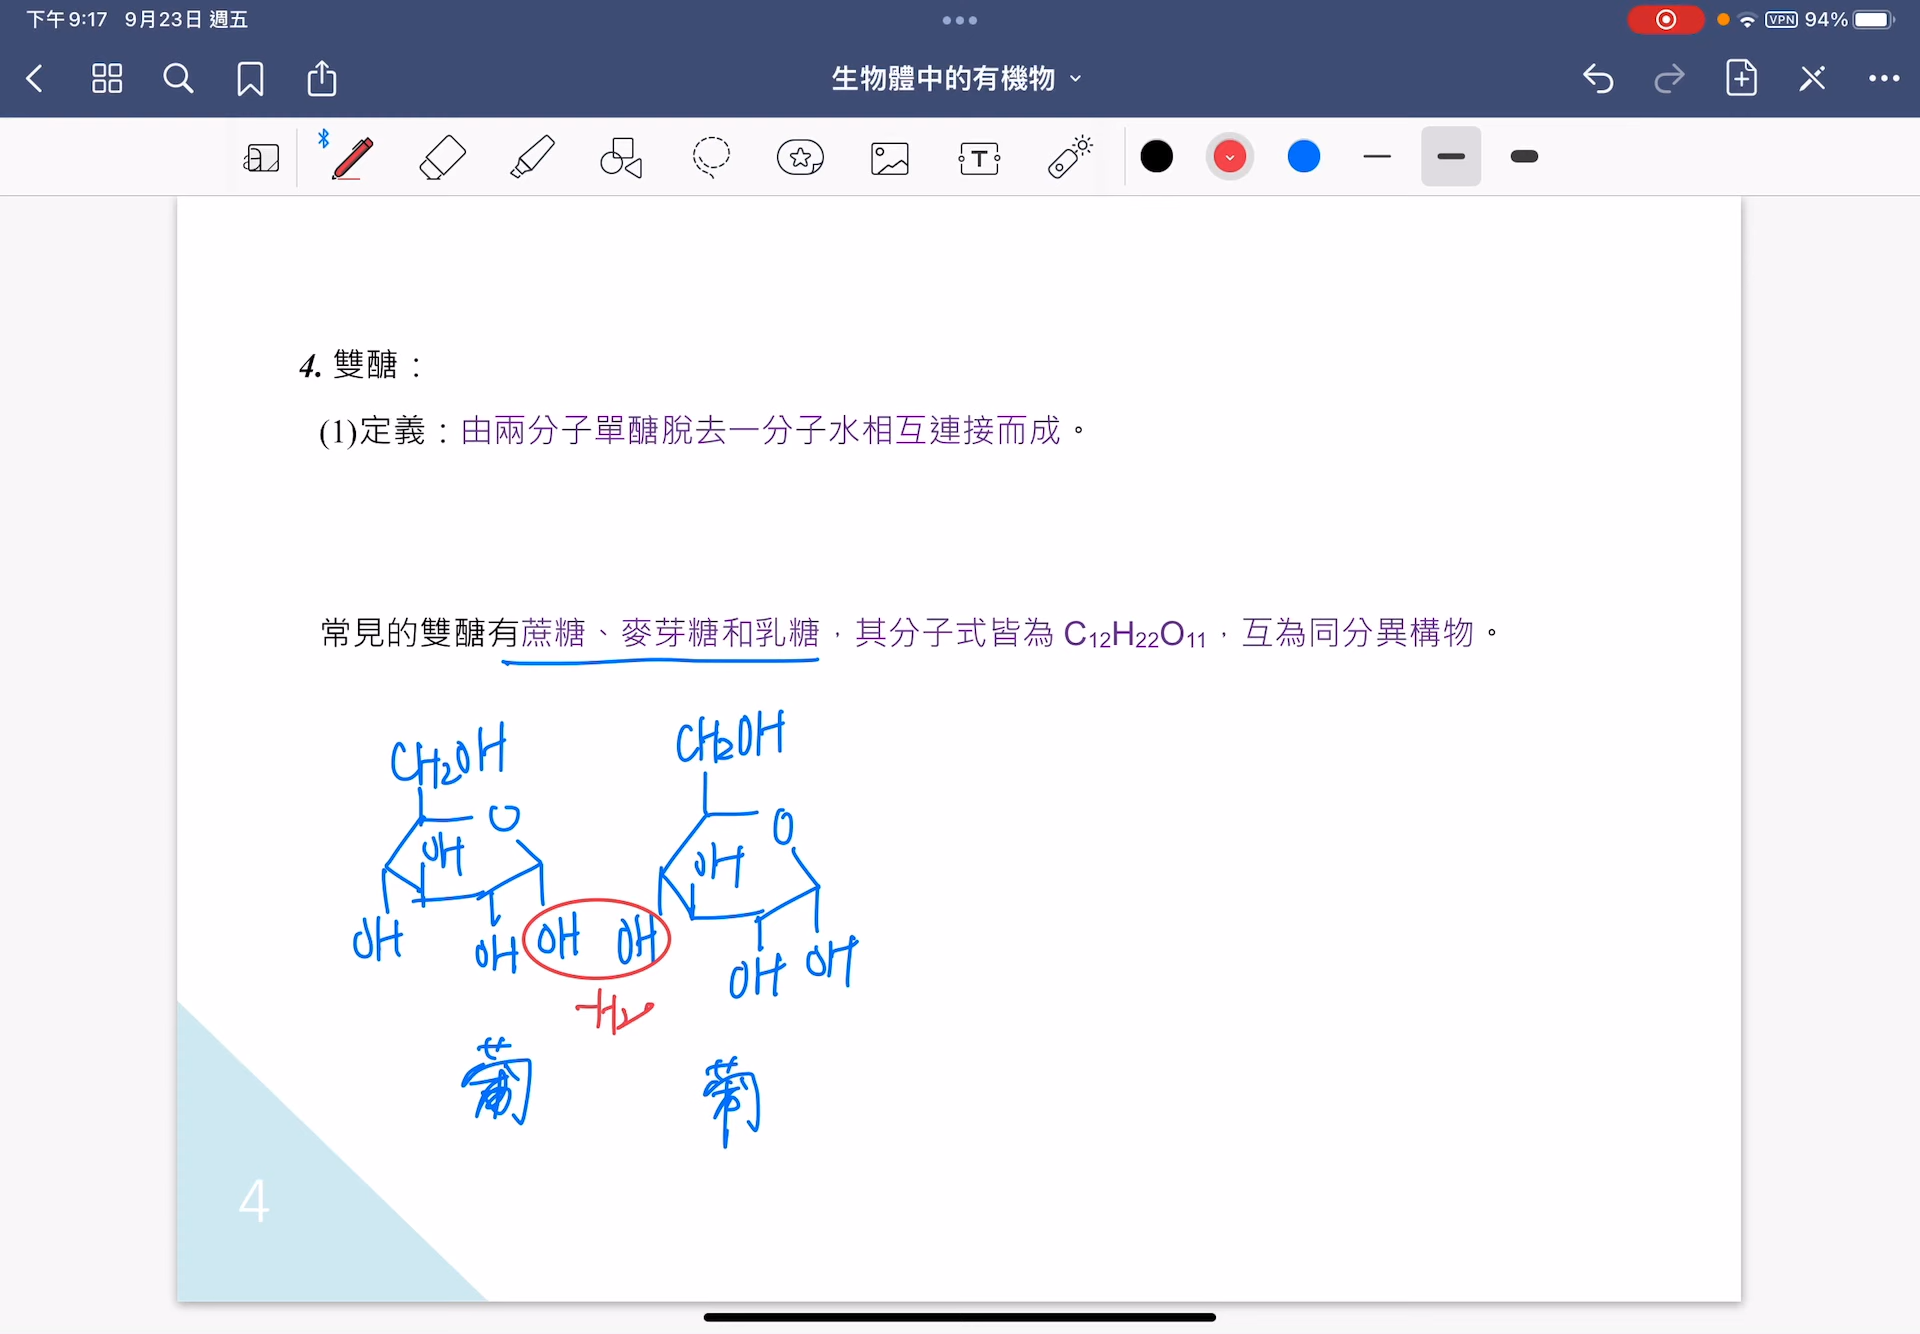 下午9:17 9月23日 週五
VPN 94%
生物體中的有機物
a
T
4. 雙醣：
(1)定義：由兩分子單醣脫去一分子水相互連接而成。
常見的雙醣有蔗糖、麥芽糖和乳糖，其分子式皆為 C₁₂H₂₂O₁₁，互為同分異構物。
CH₂OH CH₂OH
O O
OH OH
OH OH OH OH OH OH
-H₂
葡 葡
4